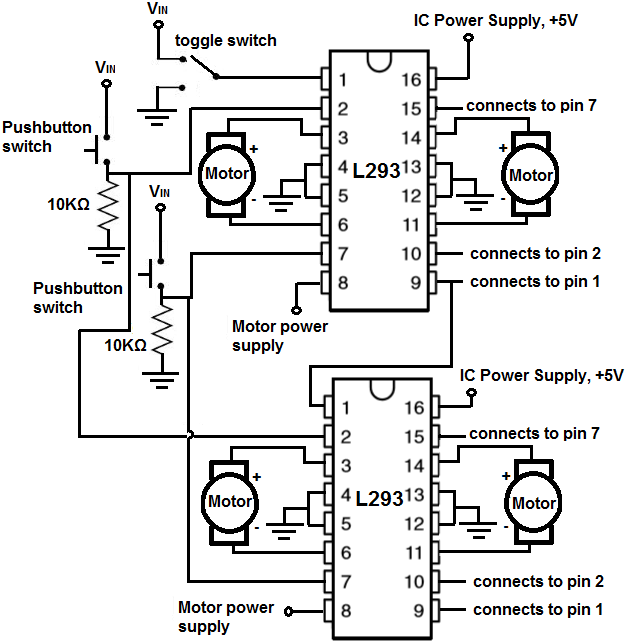 VIN
IC Power Supply, +5V
toggle switch
VIN
1
16
2
15
connects to pin 7
Pushbutton
switch
3
14
+
+
Motor
4
L293
13
Motor
5
12
-
-
10KΩ
VIN
6
11
7
10
connects to pin 2
Pushbutton
switch
8
9
connects to pin 1
Motor power
supply
10KΩ
IC Power Supply, +5V
1
16
2
15
connects to pin 7
3
14
+
+
Motor
4
L293
13
Motor
5
12
-
-
6
11
7
10
connects to pin 2
Motor power
supply
8
9
connects to pin 1